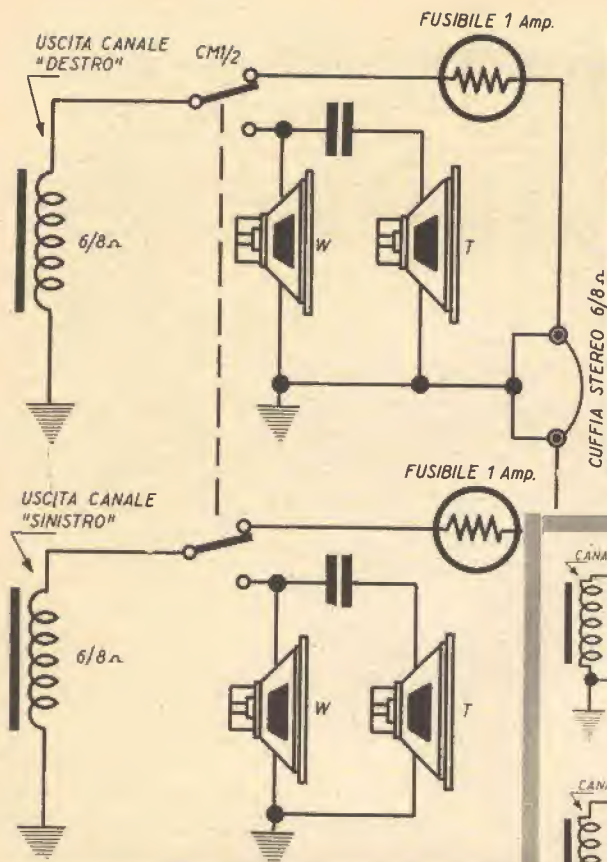 USCITA CANALE
"DESTRO"
CM1/2
FUSIBILE 1 Amp.
6/8Ω
W
T
CUFFIA STEREO 6/8Ω
USCITA CANALE
"SINISTRO"
FUSIBILE 1 Amp.
6/8Ω
W
T